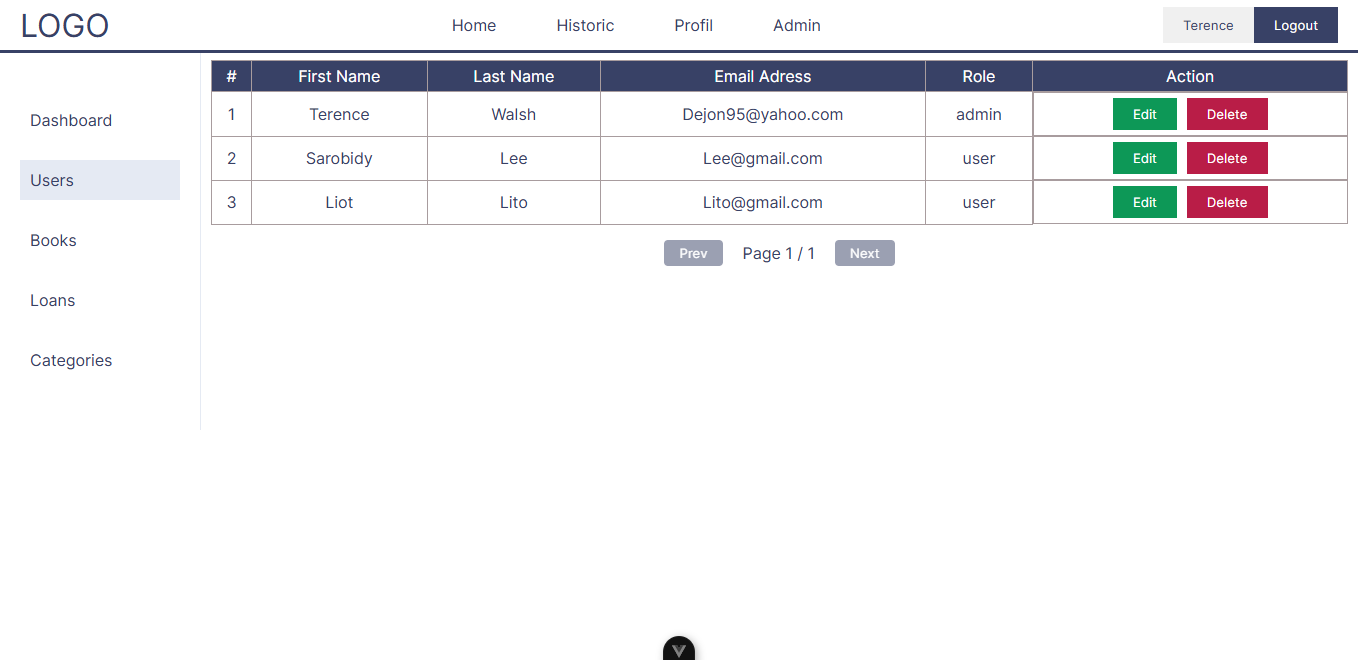 LOGO Home Historic Profil Admin Terence Logout
Dashboard
Users
Books
Loans
Categories
# First Name Last Name Email Adress Role Action
1 Terence Walsh Dejon95@yahoo.com admin Edit Delete
2 Sarobidy Lee Lee@gmail.com user Edit Delete
3 Liot Lito Lito@gmail.com user Edit Delete
Prev Page 1 / 1 Next